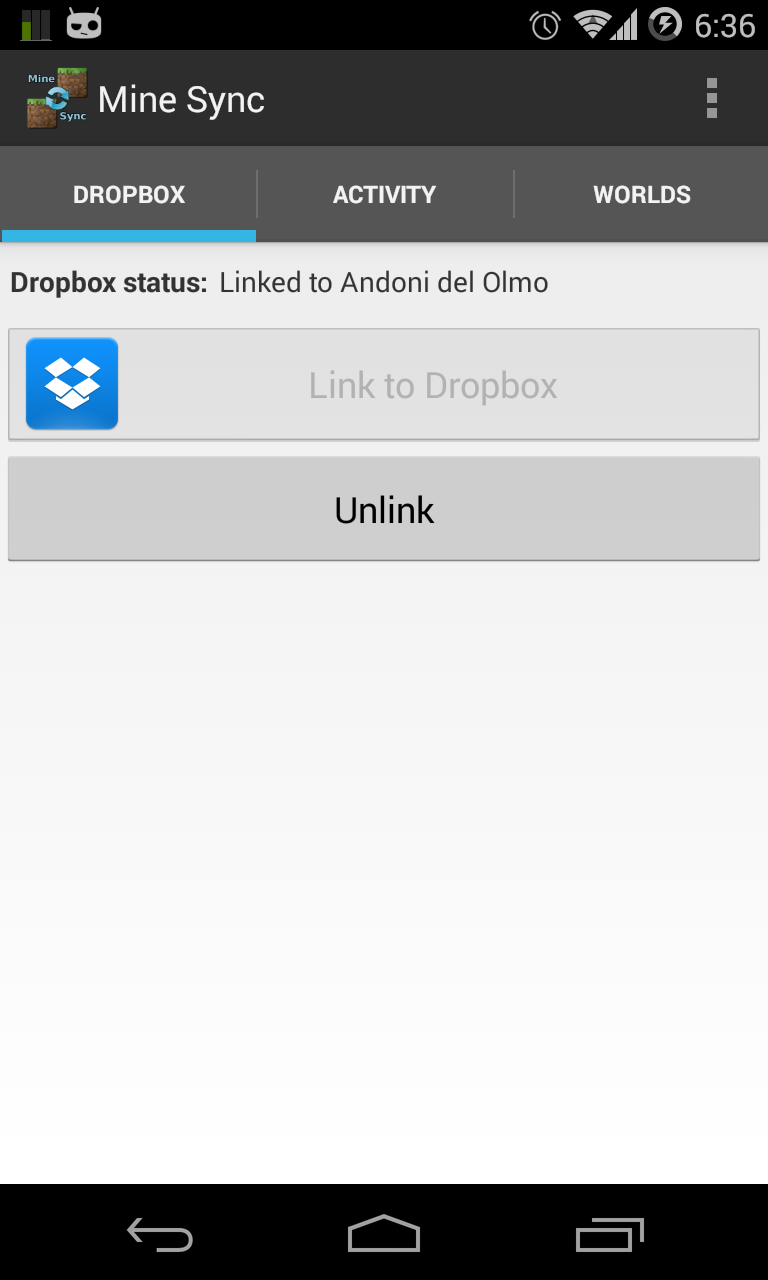 6:36
Mine
Sync
Mine Sync
DROPBOX
ACTIVITY
WORLDS
Dropbox status: Linked to Andoni del Olmo
Link to Dropbox
Unlink